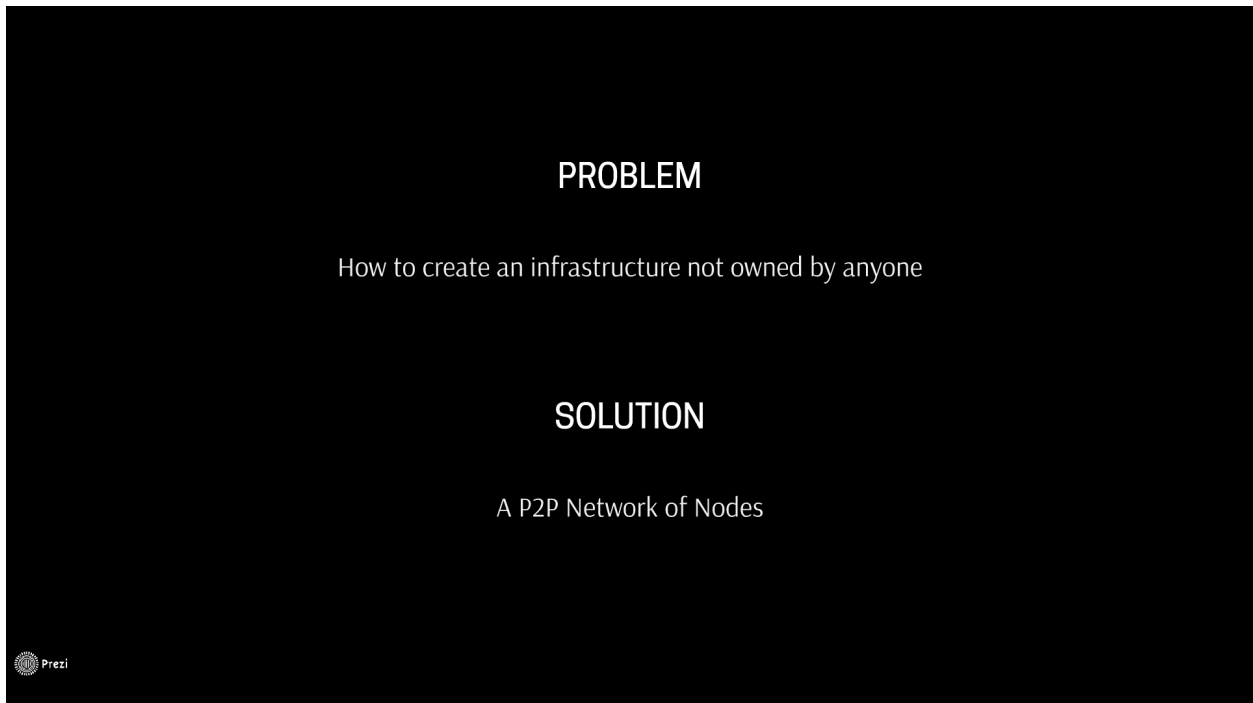 PROBLEM
How to create an infrastructure not owned by anyone
SOLUTION
A P2P Network of Nodes
Prezi